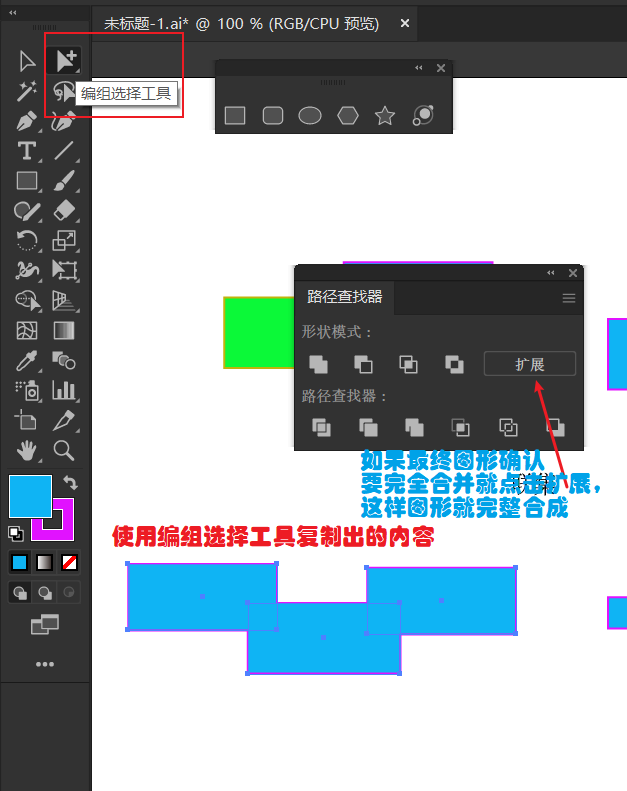 未标题-1.ai* @ 100 % (RGB/CPU 预览)
编组选择工具
路径查找器
形状模式：
扩展
路径查找器：
如果最终图形确认
要完全合并就点击扩展，
这样图形就完整合成
使用编组选择工具复制出的内容